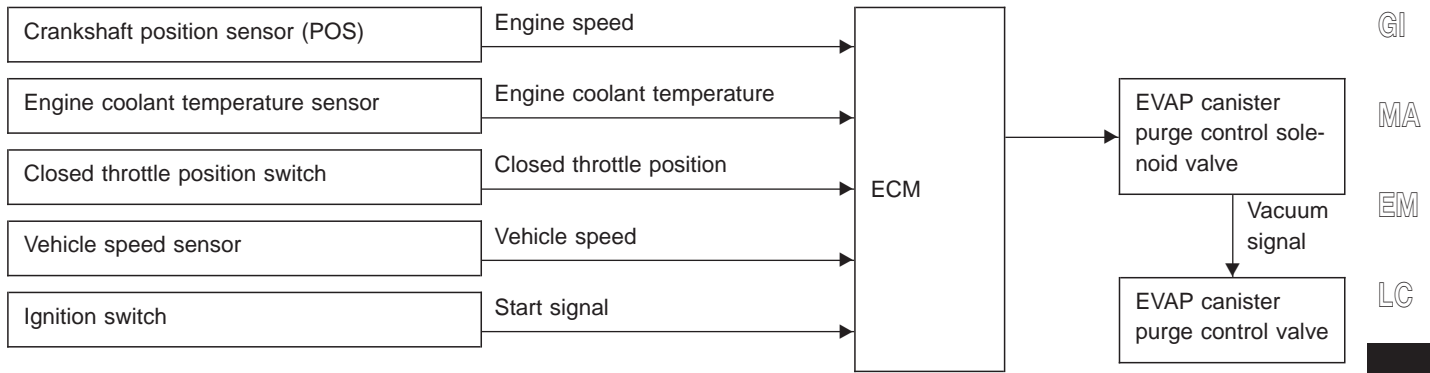 Crankshaft position sensor (POS)
Engine speed
Engine coolant temperature sensor
Engine coolant temperature
Closed throttle position switch
Closed throttle position
Vehicle speed sensor
Vehicle speed
Ignition switch
Start signal
ECM
EVAP canister
purge control sole-
noid valve
Vacuum
signal
EVAP canister
purge control valve
GI
MA
EM
LC